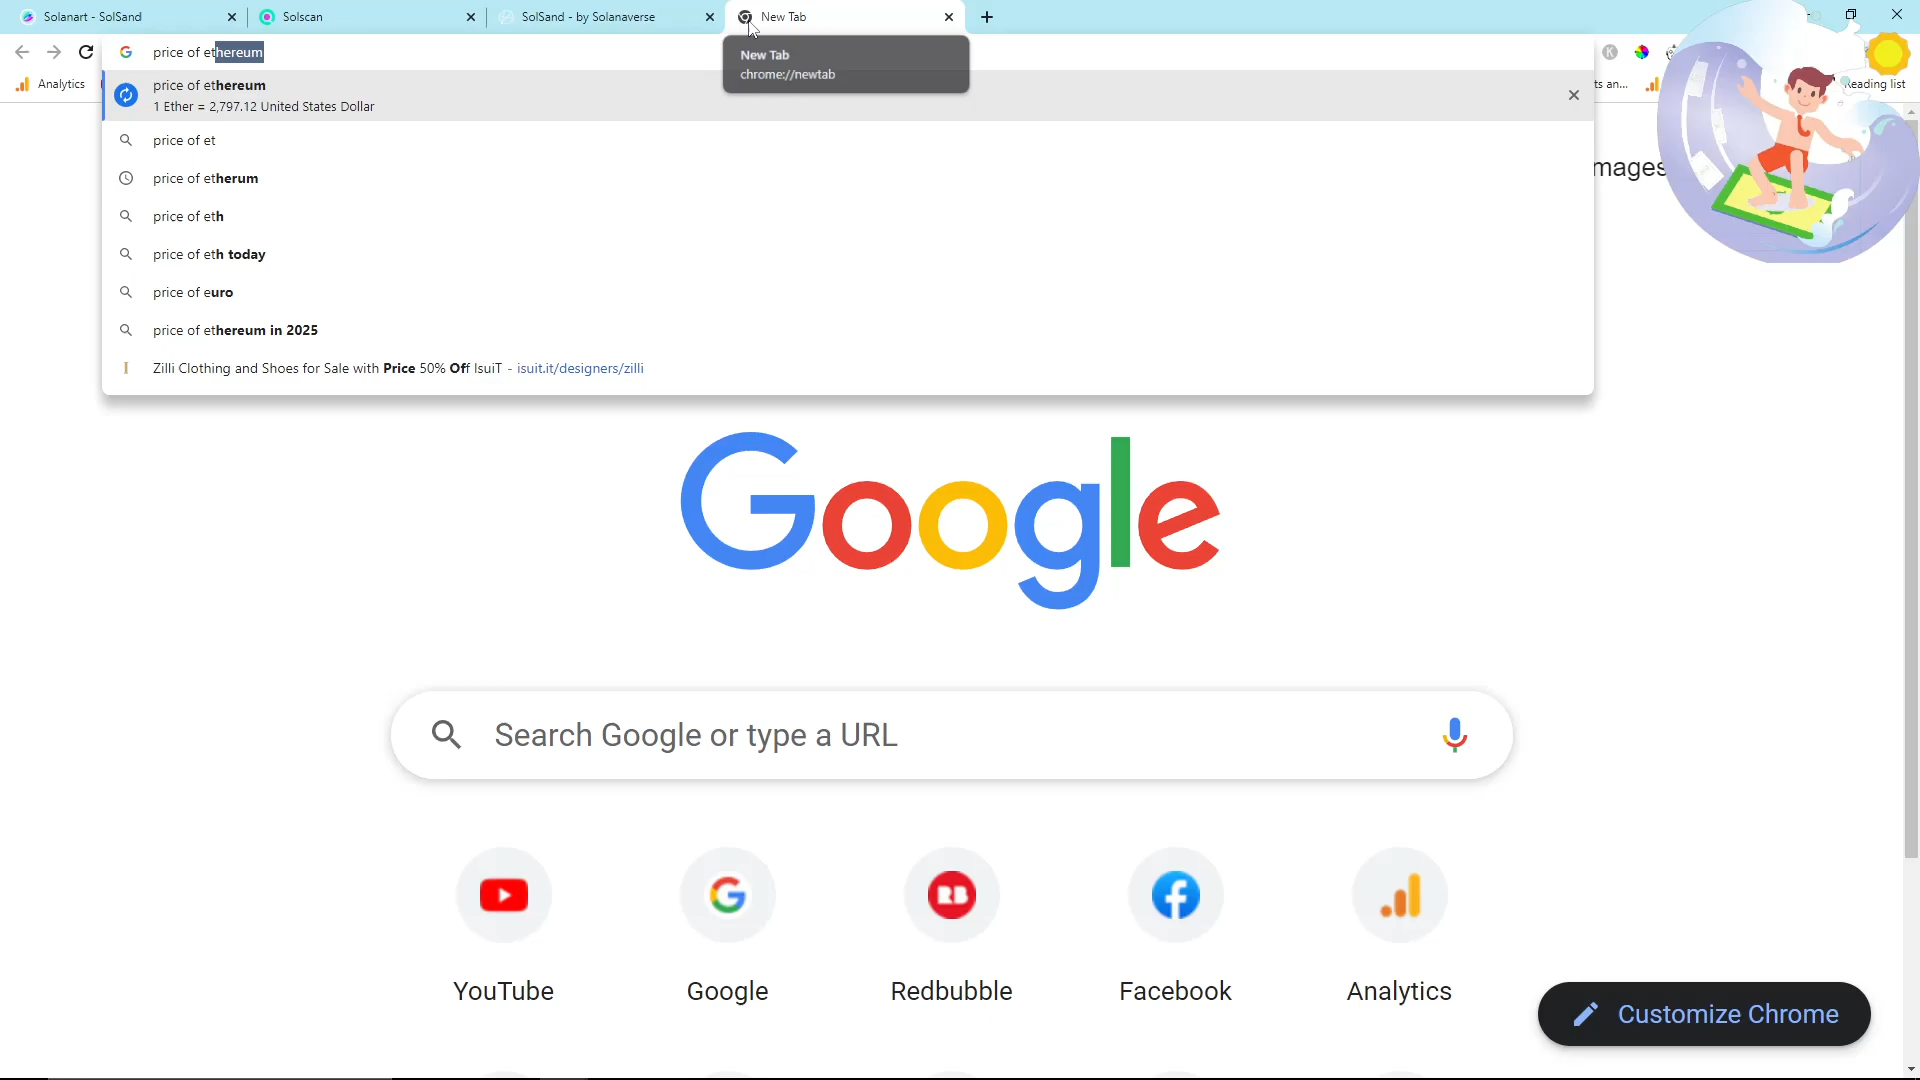 Solanart - SolSand
Solscan
SolSand - by Solanaverse
New Tab
price of ethereum
New Tab
chrome://newtab
Analytics
ts an...
Reading list
price of ethereum
1 Ether = 2,797.12 United States Dollar
price of et
price of etherum
price of eth
price of eth today
price of euro
price of ethereum in 2025
Zilli Clothing and Shoes for Sale with Price 50% Off IsuiT - isuit.it/designers/zilli
mages
Google
Search Google or type a URL
YouTube
Google
Redbubble
Facebook
Analytics
Customize Chrome